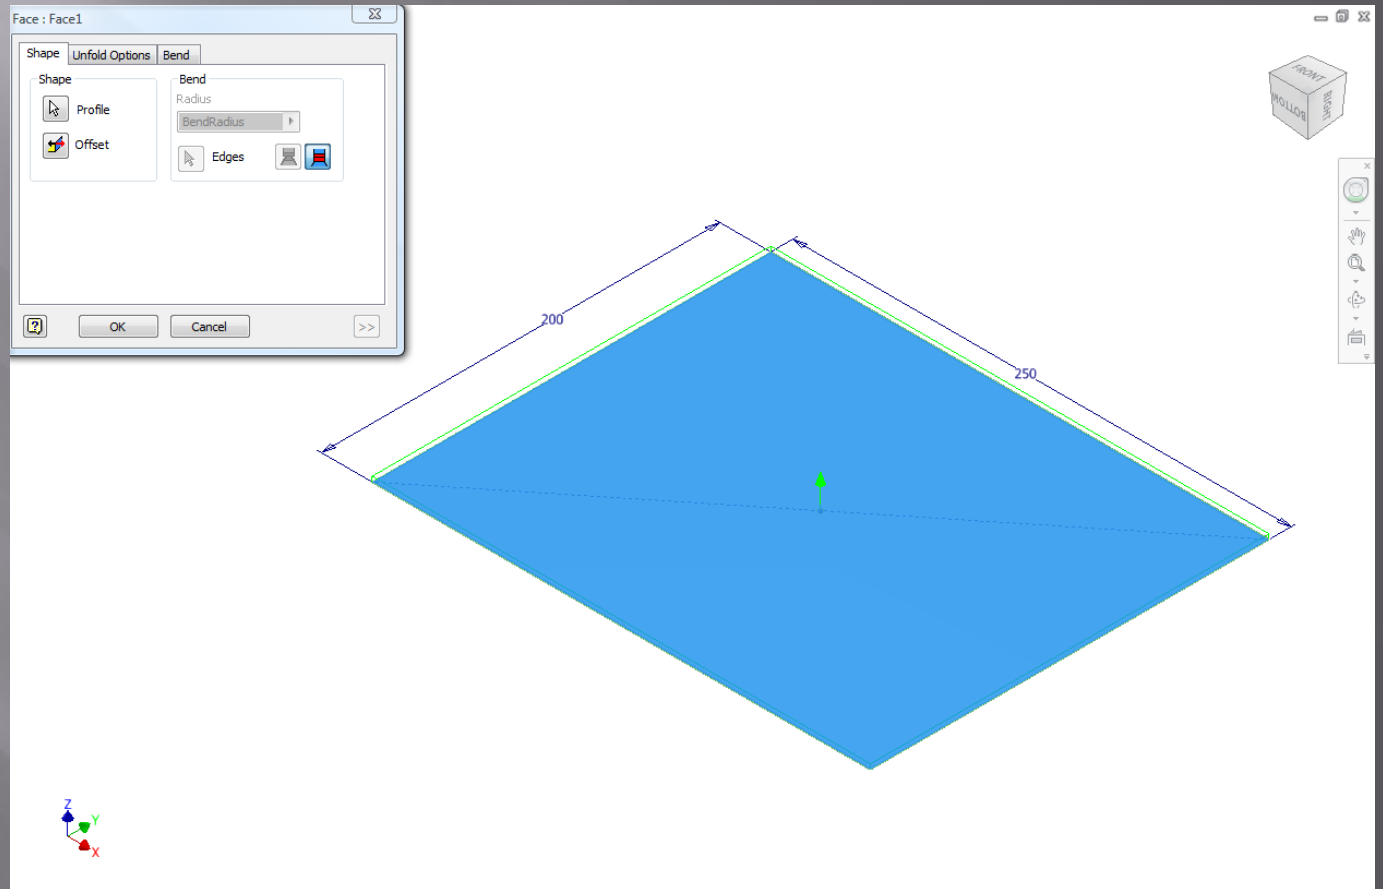 Face : Face1
Shape Unfold Options Bend
Shape
Profile
Offset
Bend
Radius
BendRadius
Edges
?
OK
Cancel
>>
FRONT
BOTTOM
RIGHT
200
250
Z
Y
X